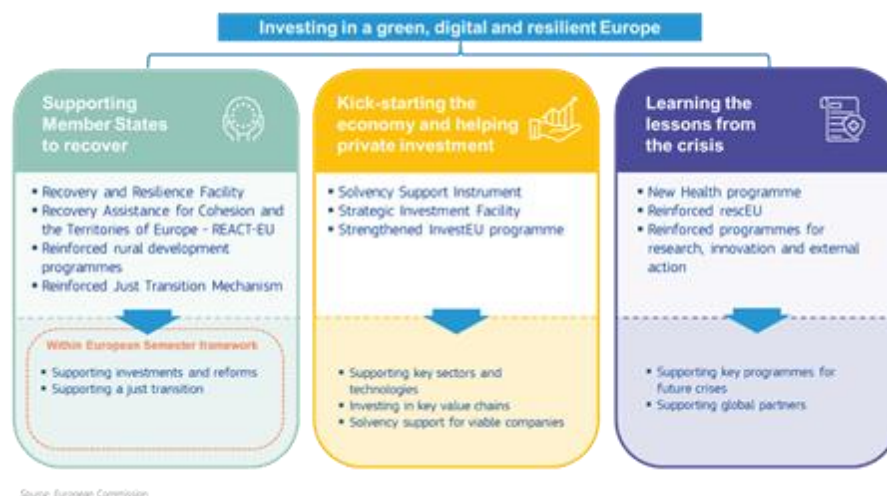 Investing in a green, digital and resilient Europe
Supporting
Member States
to recover
▪ Recovery and Resilience Facility
▪ Recovery Assistance for Cohesion and
the Territories of Europe - REACT-EU
▪ Reinforced rural development
programmes
▪ Reinforced Just Transition Mechanism
Within European Semester framework
▪ Supporting investments and reforms
▪ Supporting a just transition
Kick-starting the
economy and helping
private investment
▪ Solvency Support Instrument
▪ Strategic Investment Facility
▪ Strengthened InvestEU programme
▪ Supporting key sectors and
technologies
▪ Investing in key value chains
▪ Solvency support for viable companies
Learning the
lessons from
the crisis
▪ New Health programme
▪ Reinforced rescEU
▪ Reinforced programmes for
research, innovation and external
action
▪ Supporting key programmes for
future crises
▪ Supporting global partners
Source: European Commission